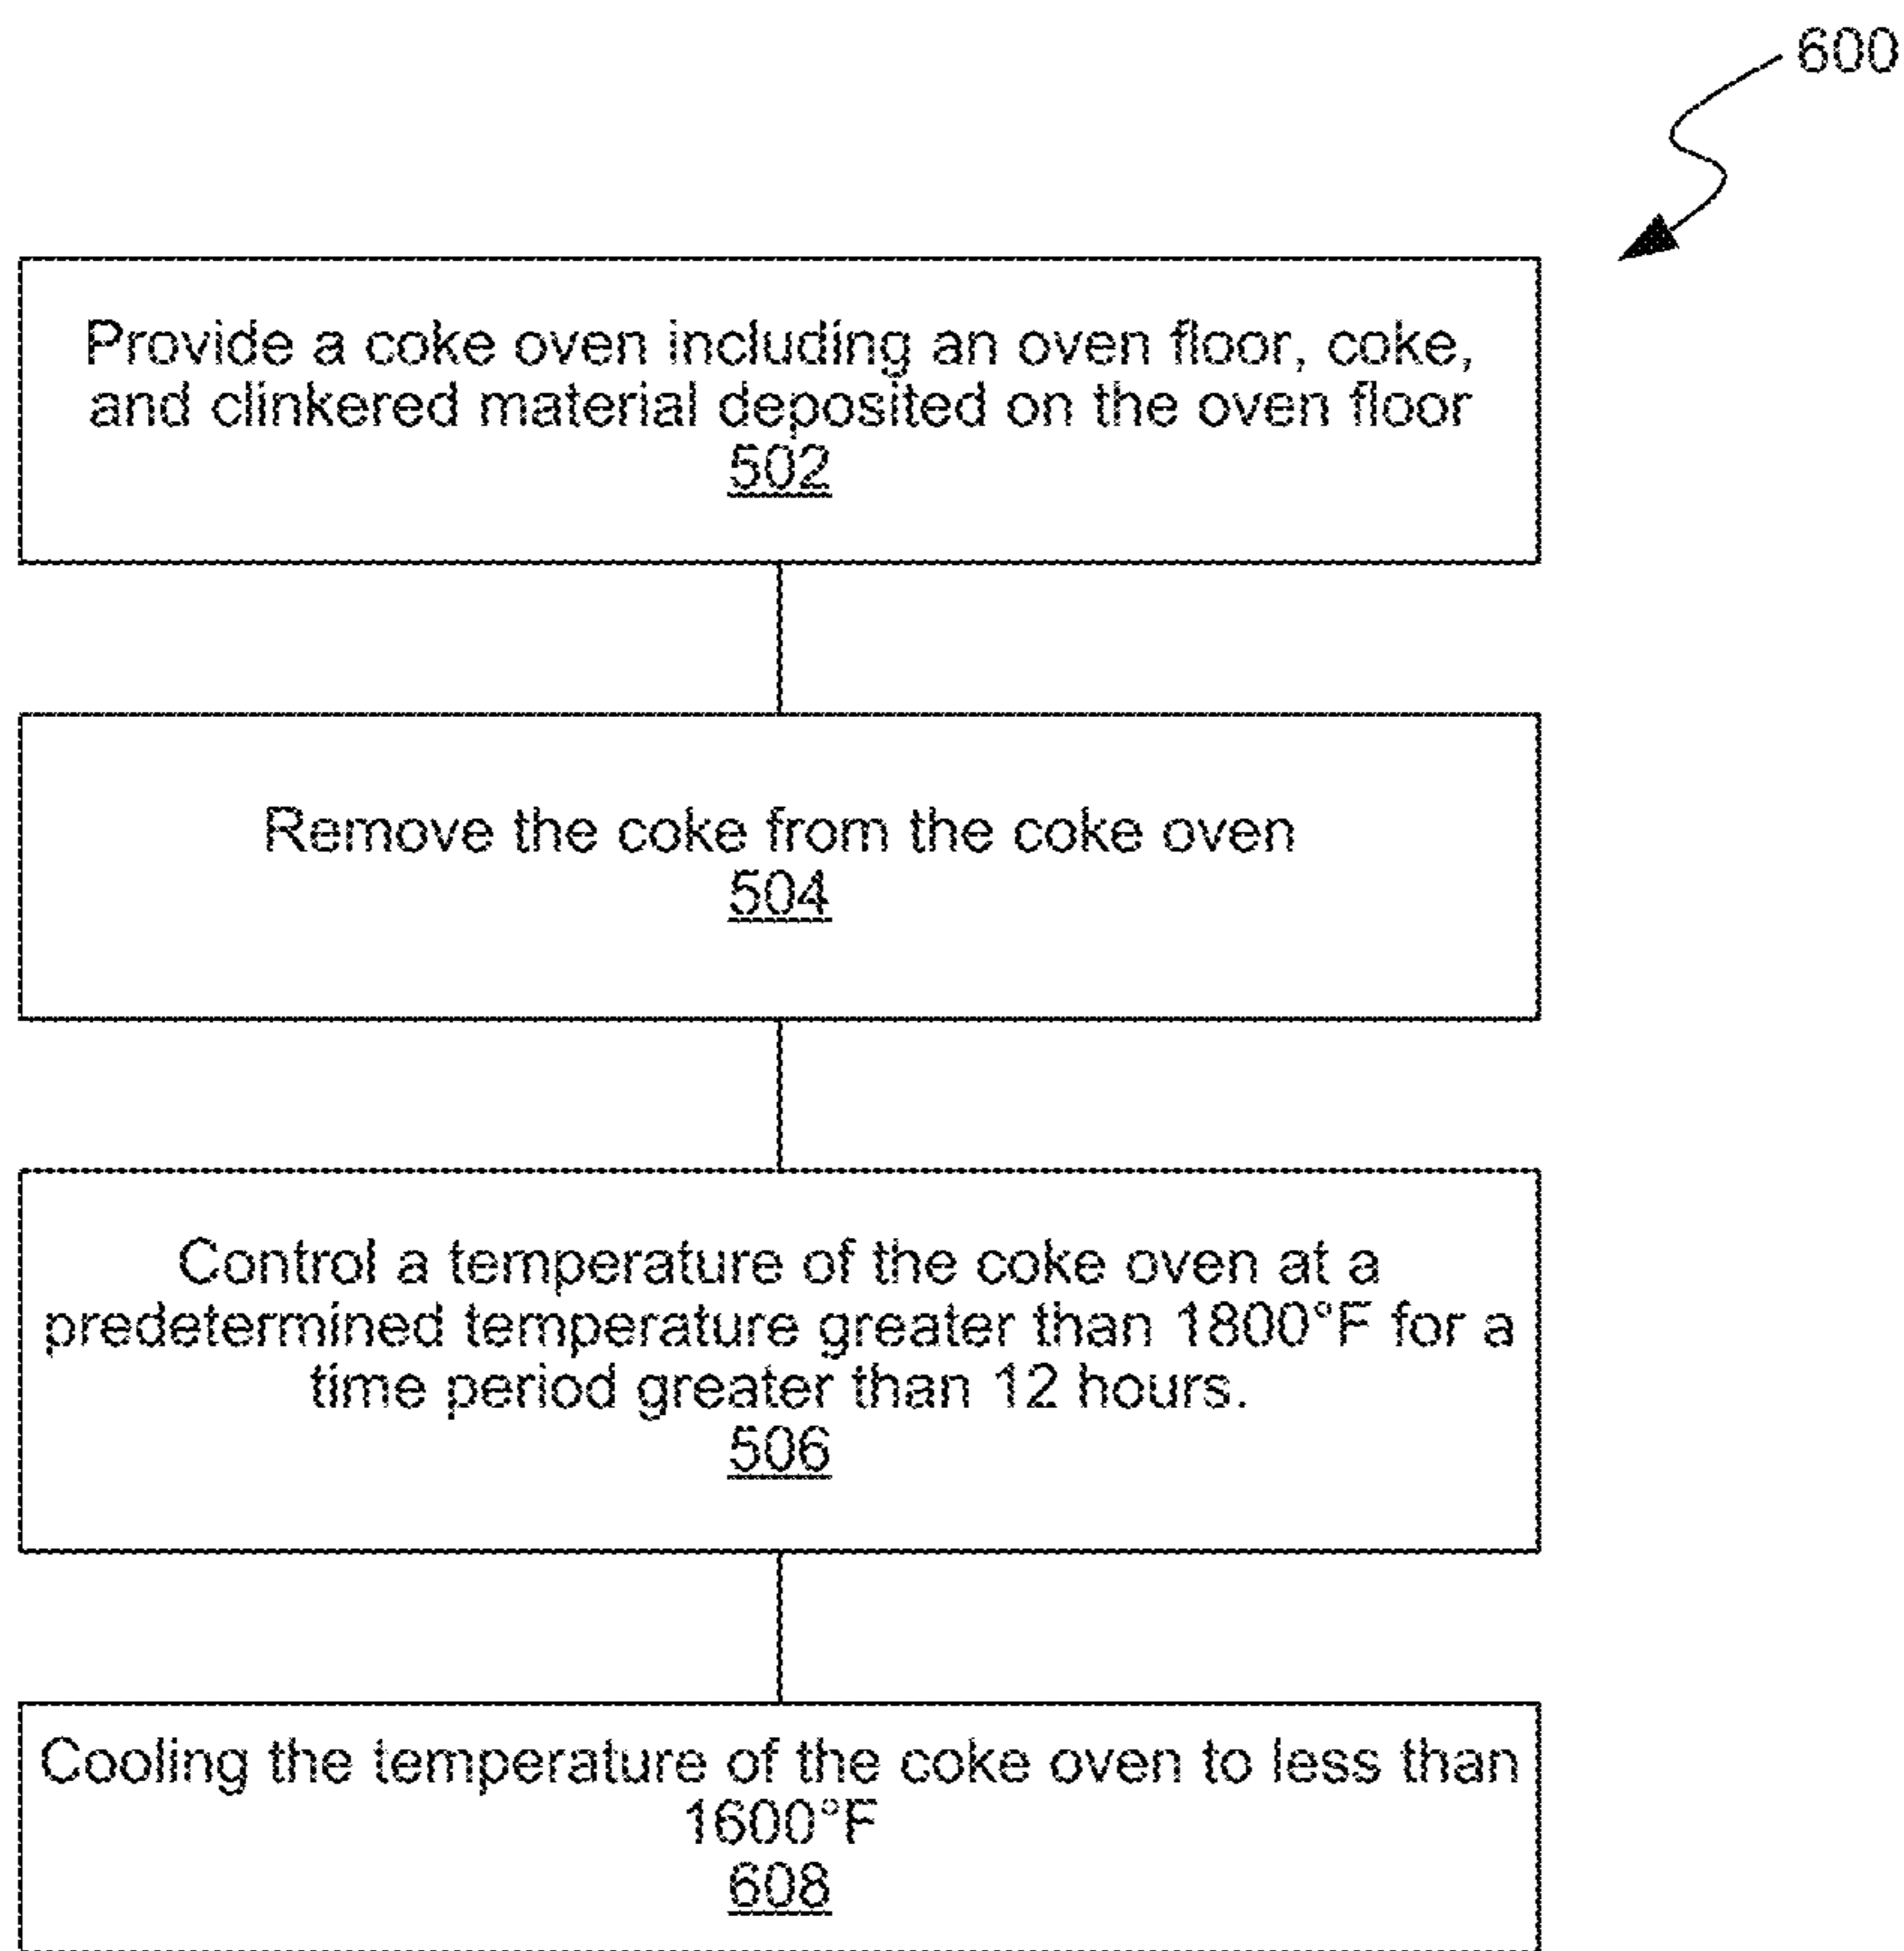 600
Provide a coke oven including an oven floor, coke,
and clinkered material deposited on the oven floor
502
Remove the coke from the coke oven
504
Control a temperature of the coke oven at a
predetermined temperature greater than 1800°F for a
time period greater than 12 hours.
506
Cooling the temperature of the coke oven to less than
1600°F
608